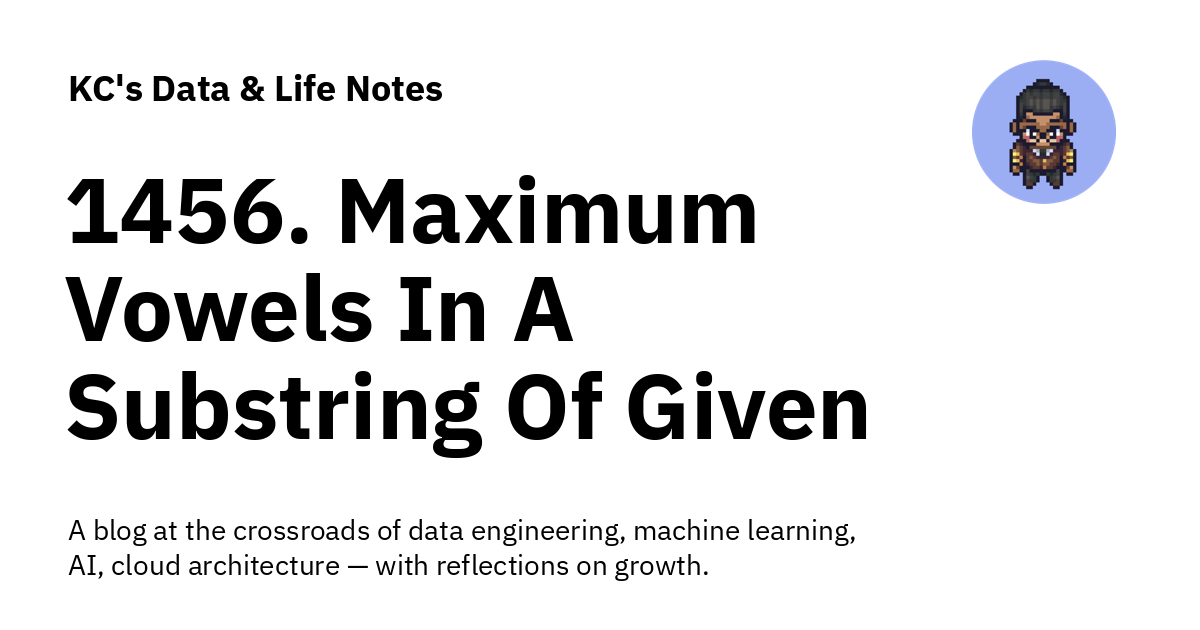 KC's Data & Life Notes
1456. Maximum
Vowels In A
Substring Of Given
A blog at the crossroads of data engineering, machine learning,
AI, cloud architecture — with reflections on growth.